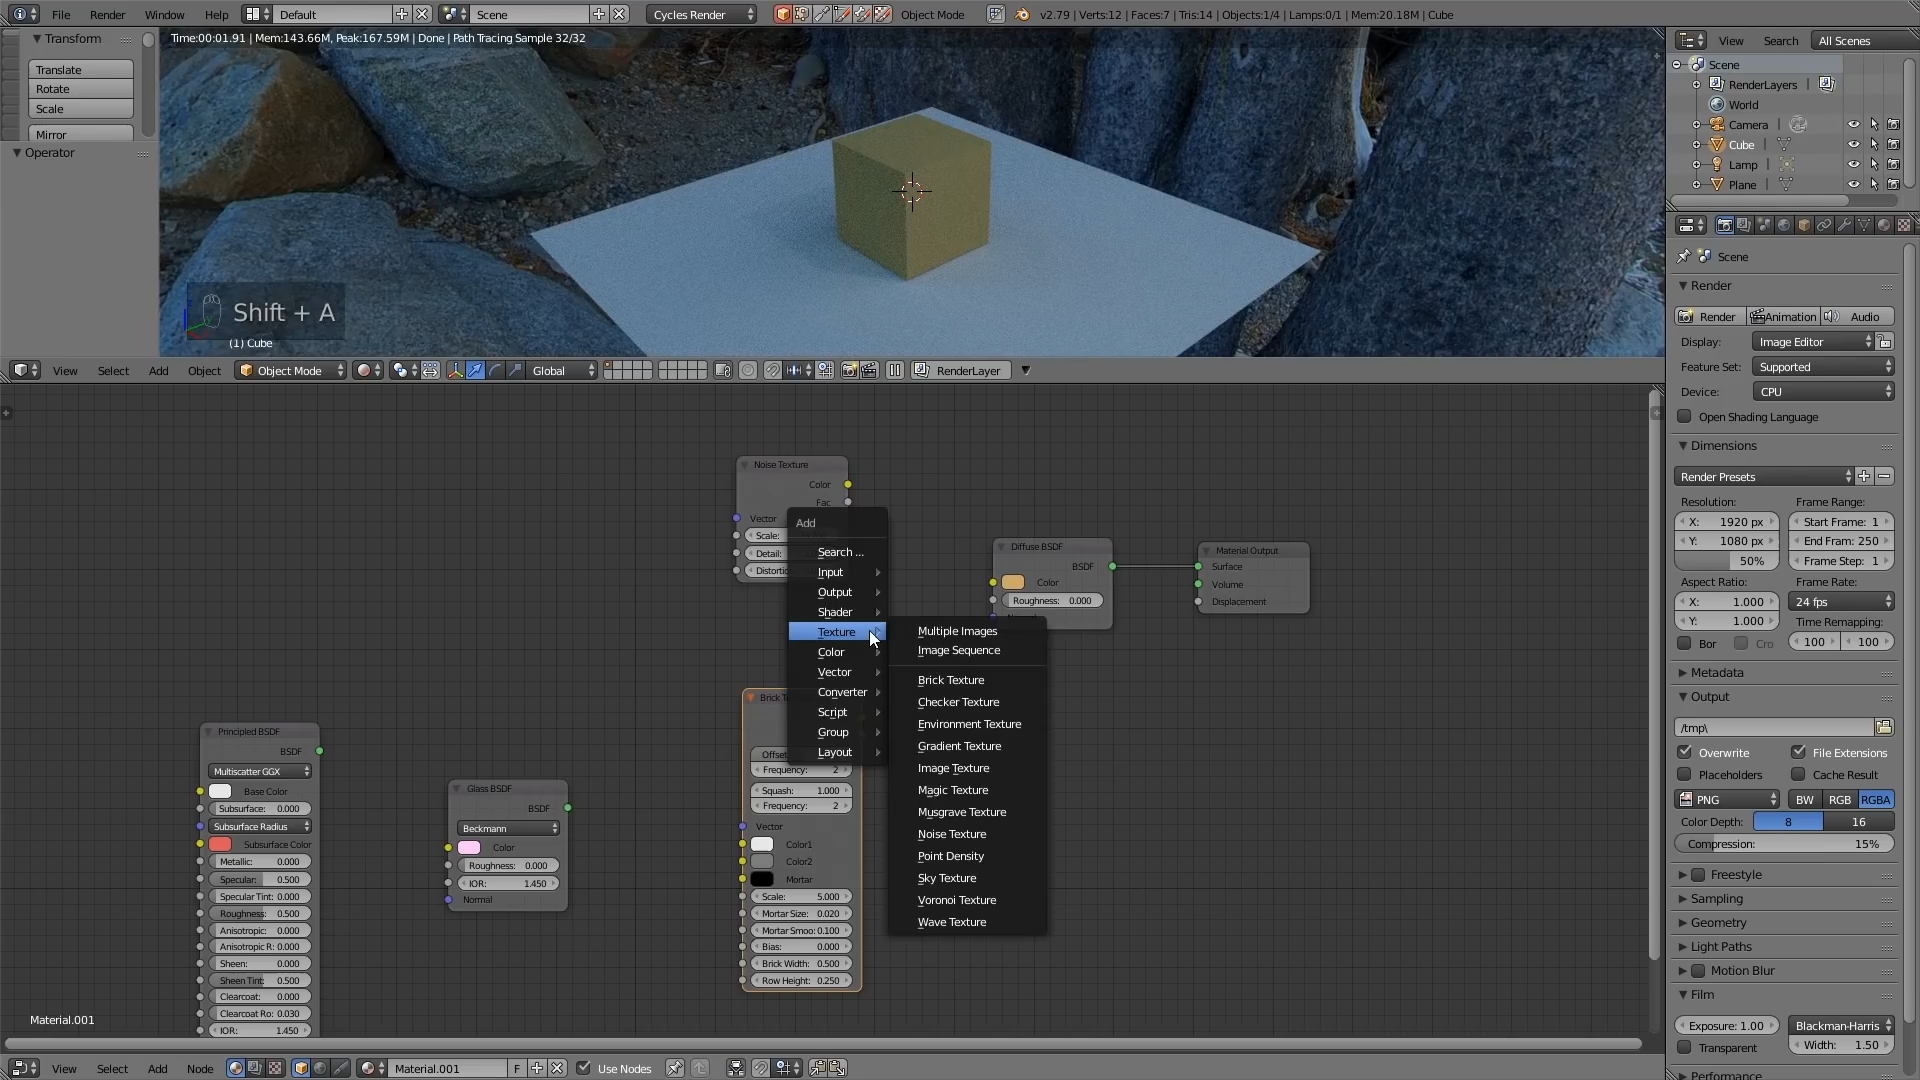 File Render Window Help Default Scene Cycles Render Object Mode v2.79 | Verts:12 | Faces:7 | Tris:14 | Objects:1/4 | Lamps:0/1 | Mem:20.18M | Cube
Transform
Translate
Rotate
Scale
Mirror
Operator
Time:00:01.91 | Mem:143.66M, Peak:167.59M | Done | Path Tracing Sample 32/32
Shift + A
(1) Cube
View Select Add Object Object Mode Global RenderLayer
Noise Texture
Color
Fac
Vector
Scale:
Detail:
Add
Search ...
Input
Output
Shader
Texture
Color
Vector
Converter
Script
Group
Layout
Multiple Images
Image Sequence
Brick Texture
Checker Texture
Environment Texture
Gradient Texture
Image Texture
Magic Texture
Musgrave Texture
Noise Texture
Point Density
Sky Texture
Voronoi Texture
Wave Texture
Diffuse BSDF
BSDF
Color
Roughness: 0.000
Material Output
Surface
Volume
Displacement
Principled BSDF
BSDF
Multiscatter GGX
Base Color
Subsurface: 0.000
Subsurface Radius
Subsurface Color
Metallic: 0.000
Specular: 0.500
Specular Tint: 0.000
Roughness: 0.500
Anisotropic: 0.000
Anisotropic R: 0.000
Sheen: 0.000
Sheen Tint: 0.500
Clearcoat: 0.000
Clearcoat Ro: 0.030
IOR: 1.450
Glass BSDF
BSDF
Beckmann
Color
Roughness: 0.000
IOR: 1.450
Normal
Brick
Offset
Frequency: 2
Squash: 1.000
Frequency: 2
Vector
Color1
Color2
Mortar
Scale: 5.000
Mortar Size: 0.020
Mortar Smoo: 0.100
Bias: 0.000
Brick Width: 0.500
Row Height: 0.250
Material.001
View Select Add Node Material.001 F Use Nodes
View Search All Scenes
Scene
RenderLayers
World
Camera
Cube
Lamp
Plane
Scene
Render
Render Animation Audio
Display: Image Editor
Feature Set: Supported
Device: CPU
Open Shading Language
Dimensions
Render Presets
Resolution: Frame Range:
X: 1920 px Start Frame: 1
Y: 1080 px End Fram: 250
50% Frame Step: 1
Aspect Ratio: Frame Rate:
X: 1.000 24 fps
Y: 1.000 Time Remapping:
Bor Cro 100 100
Metadata
Output
/tmp\
Overwrite File Extensions
Placeholders Cache Result
PNG BW RGB RGBA
Color Depth: 8 16
Compression: 15%
Freestyle
Sampling
Geometry
Light Paths
Motion Blur
Film
Exposure: 1.00 Blackman-Harris
Transparent Width: 1.50
Performance